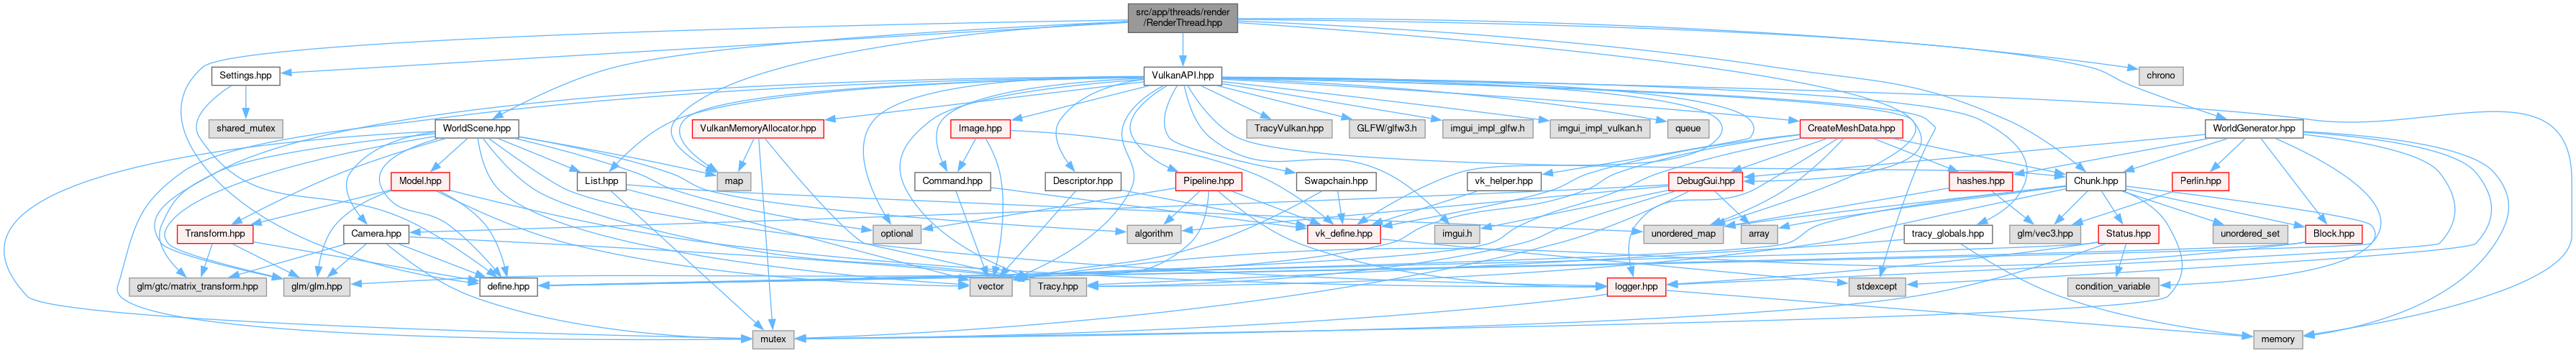 src/app/threads/render
/RenderThread.hpp
Settings.hpp
VulkanAPI.hpp
chrono
shared_mutex
WorldScene.hpp
VulkanMemoryAllocator.hpp
Image.hpp
TracyVulkan.hpp
GLFW/glfw3.h
imgui_impl_glfw.h
imgui_impl_vulkan.h
queue
CreateMeshData.hpp
WorldGenerator.hpp
Model.hpp
List.hpp
map
Command.hpp
Descriptor.hpp
Pipeline.hpp
Swapchain.hpp
vk_helper.hpp
DebugGui.hpp
hashes.hpp
Chunk.hpp
Perlin.hpp
Transform.hpp
Camera.hpp
optional
algorithm
vk_define.hpp
imgui.h
unordered_map
array
tracy_globals.hpp
glm/vec3.hpp
Status.hpp
unordered_set
Block.hpp
glm/gtc/matrix_transform.hpp
glm/glm.hpp
define.hpp
vector
Tracy.hpp
logger.hpp
stdexcept
condition_variable
mutex
memory